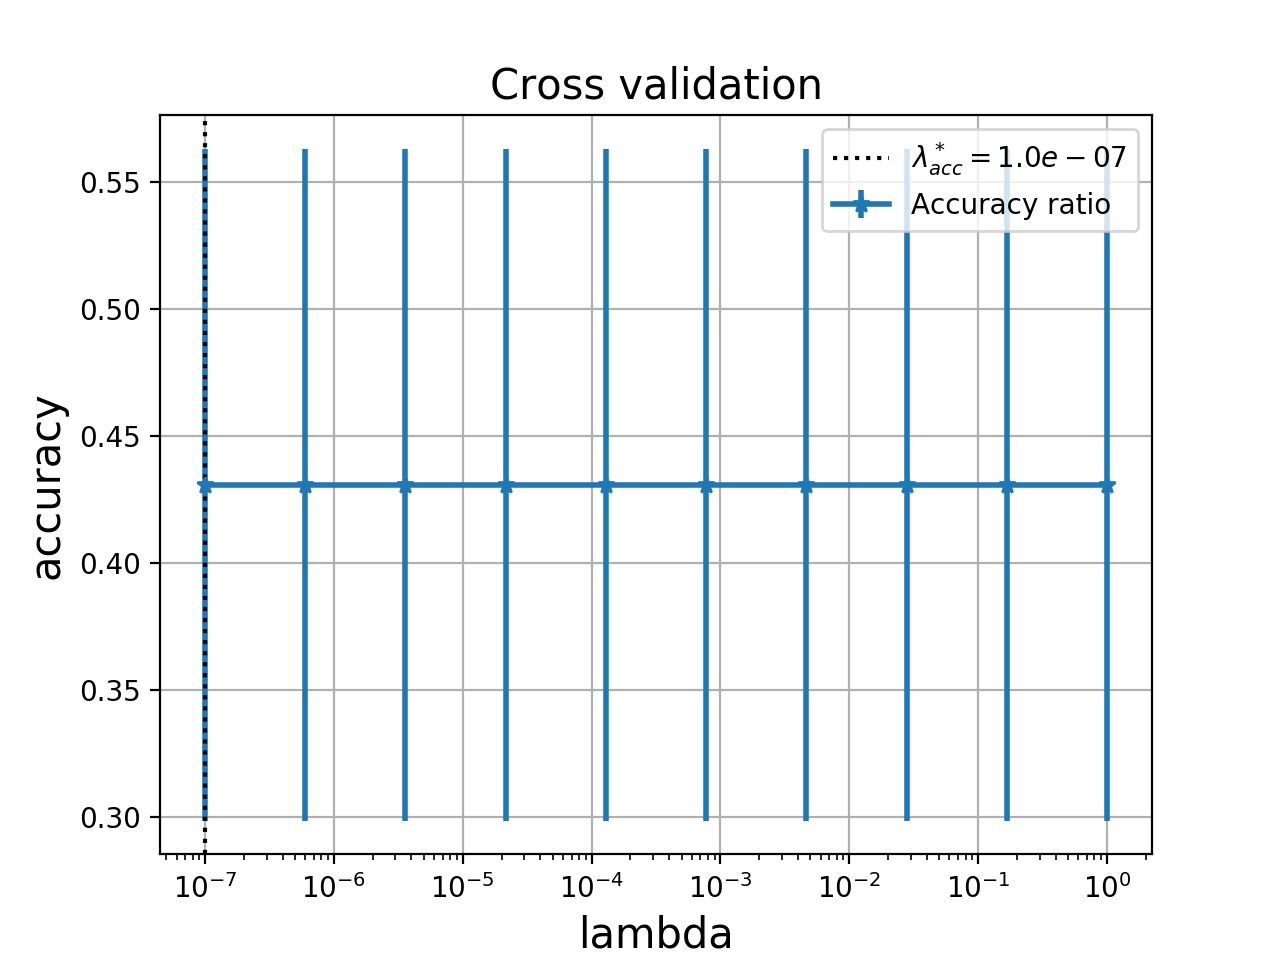 Cross validation
λ*acc = 1.0e − 07
Accuracy ratio
accuracy
0.55
0.50
0.45
0.40
0.35
0.30
10⁻⁷ 10⁻⁶ 10⁻⁵ 10⁻⁴ 10⁻³ 10⁻² 10⁻¹ 10⁰
lambda